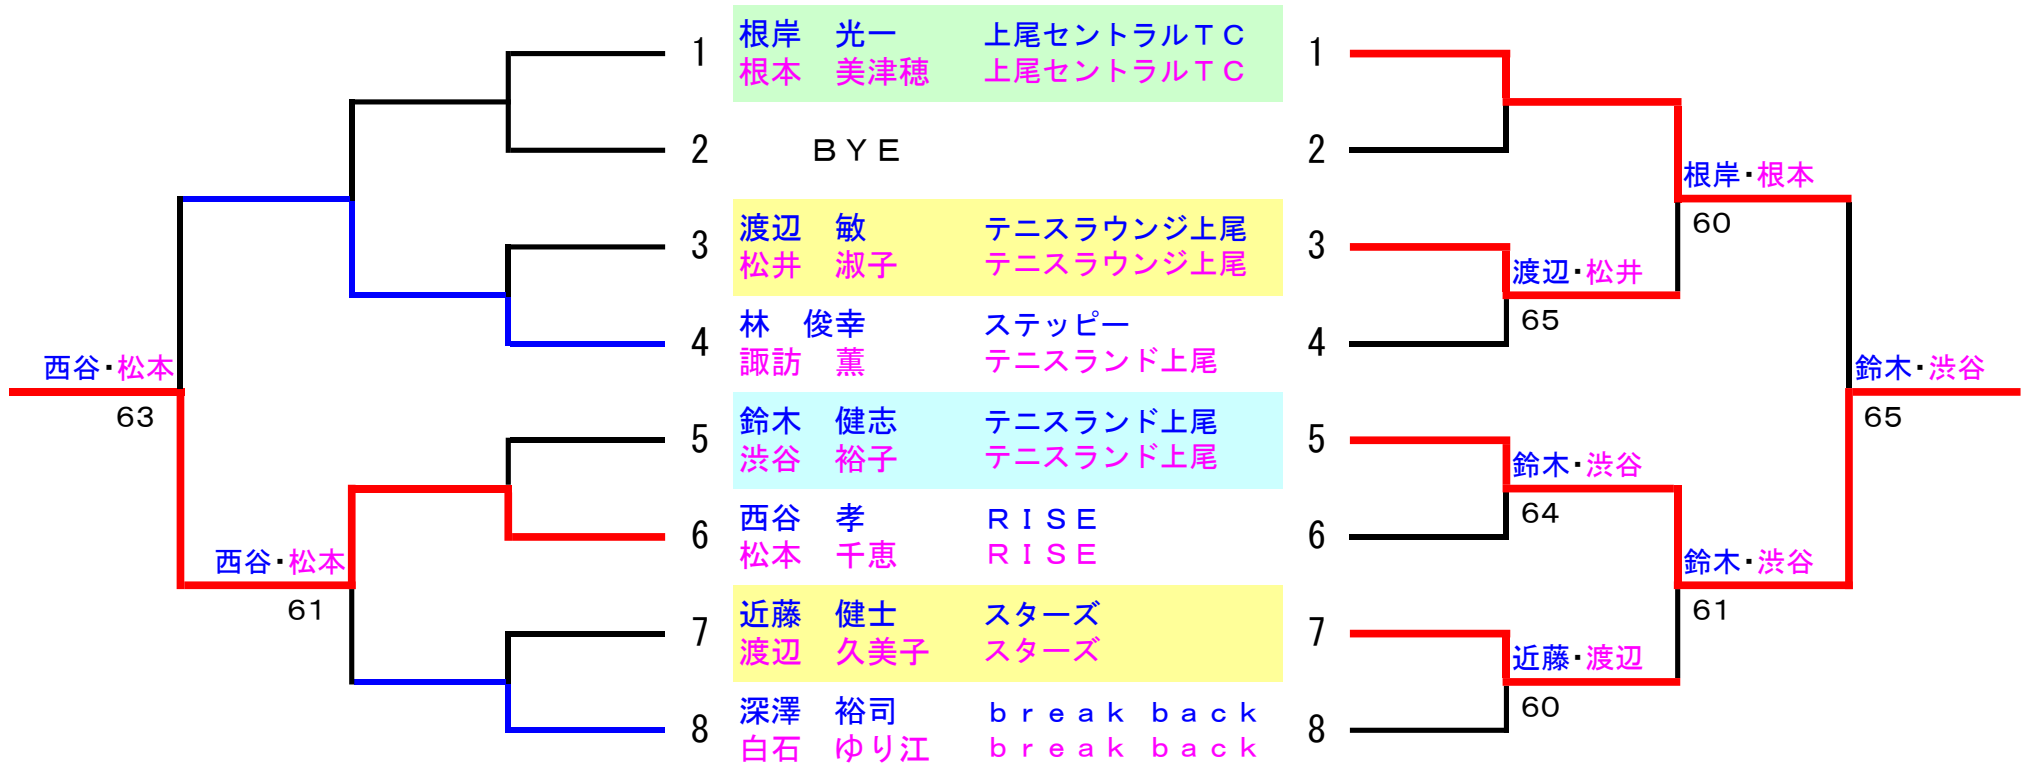 1 根岸　光一　上尾セントラルＴＣ 1
根本　美津穂　上尾セントラルＴＣ
2 ＢＹＥ 2
根岸・根本
60
3 渡辺　敏　テニスラウンジ上尾 3
松井　淑子　テニスラウンジ上尾
渡辺・松井
65
4 林　俊幸　ステッピー 4
諏訪　薫　テニスランド上尾
西谷・松本
63
鈴木・渋谷
65
5 鈴木　健志　テニスランド上尾 5
渋谷　裕子　テニスランド上尾
鈴木・渋谷
64
6 西谷　孝　ＲＩＳＥ 6
松本　千恵　ＲＩＳＥ
西谷・松本
61
鈴木・渋谷
61
7 近藤　健士　スターズ 7
渡辺　久美子　スターズ
近藤・渡辺
60
8 深澤　裕司　ｂｒｅａｋ　ｂａｃｋ 8
白石　ゆり江　ｂｒｅａｋ　ｂａｃｋ